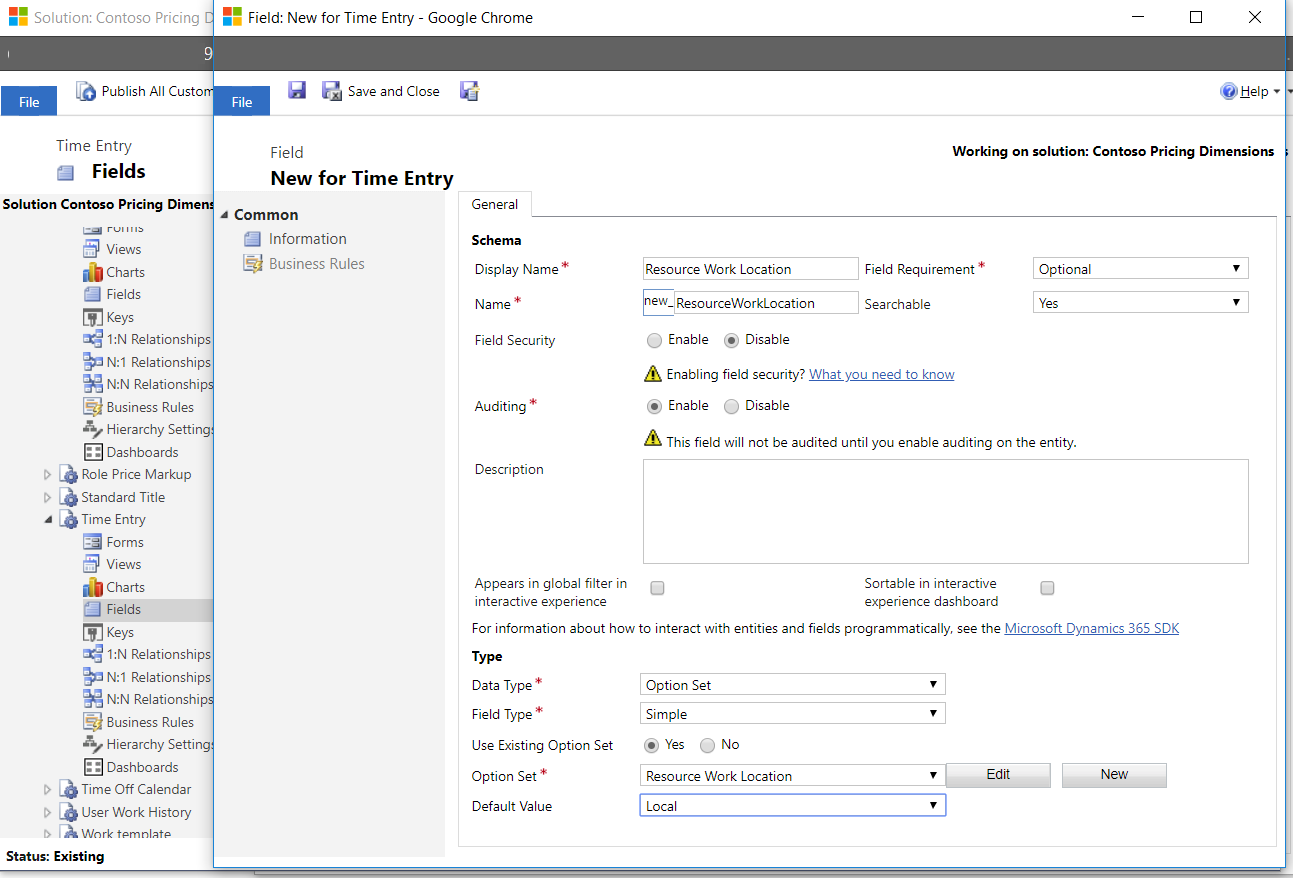 Solution: Contoso Pricing D
9
File
Publish All Custom
Time Entry
Fields
Solution Contoso Pricing Dimens
Forms
Views
Charts
Fields
Keys
1:N Relationships
N:1 Relationships
N:N Relationships
Business Rules
Hierarchy Settings
Dashboards
Role Price Markup
Standard Title
Time Entry
Forms
Views
Charts
Fields
Keys
1:N Relationships
N:1 Relationships
N:N Relationships
Business Rules
Hierarchy Settings
Dashboards
Time Off Calendar
User Work History
Work template
Status: Existing
Field: New for Time Entry - Google Chrome
File
Save and Close
Help
Field
New for Time Entry
Working on solution: Contoso Pricing Dimensions
Common
Information
Business Rules
General
Schema
Display Name* Resource Work Location Field Requirement* Optional
Name* new_ ResourceWorkLocation Searchable Yes
Field Security Enable Disable
Enabling field security? What you need to know
Auditing* Enable Disable
This field will not be audited until you enable auditing on the entity.
Description
Appears in global filter in
interactive experience
Sortable in interactive
experience dashboard
For information about how to interact with entities and fields programmatically, see the Microsoft Dynamics 365 SDK
Type
Data Type* Option Set
Field Type* Simple
Use Existing Option Set Yes No
Option Set* Resource Work Location Edit New
Default Value Local